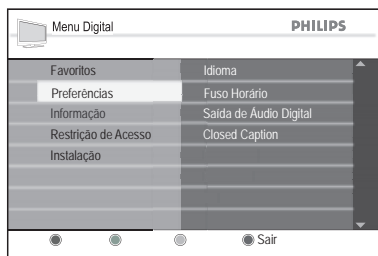 Menu Digital
PHILIPS
Favoritos
Idioma
Preferências
Fuso Horário
Informação
Saída de Áudio Digital
Restrição de Acesso
Closed Caption
Instalação
Sair